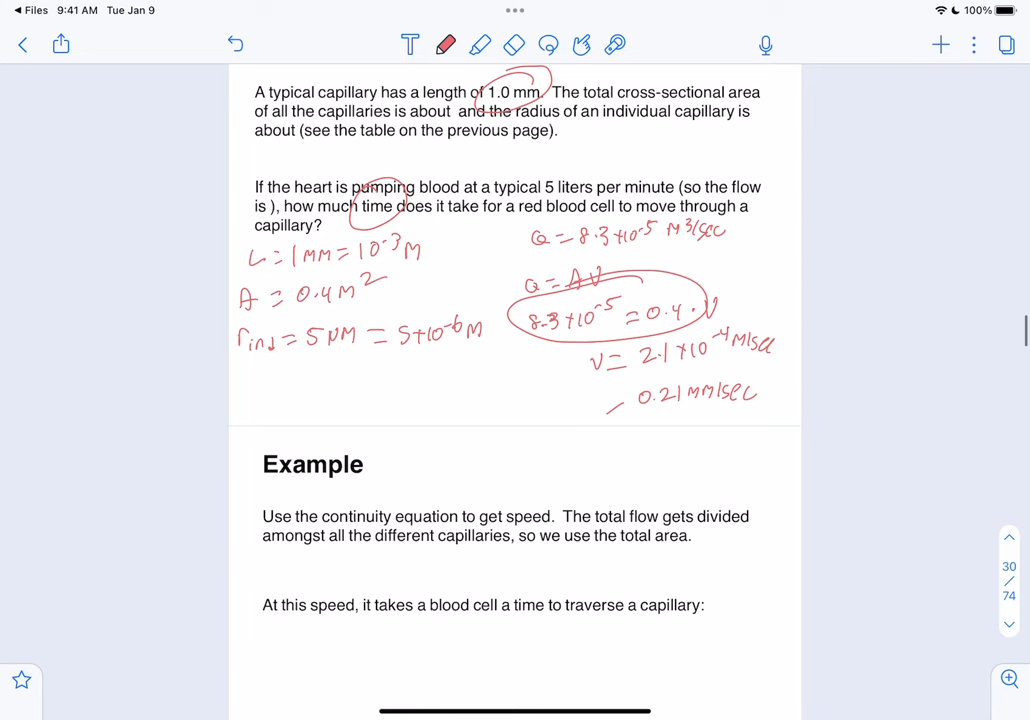 Files 9:41 AM Tue Jan 9 100%
A typical capillary has a length of 1.0 mm. The total cross-sectional area
of all the capillaries is about and the radius of an individual capillary is
about (see the table on the previous page).
If the heart is pumping blood at a typical 5 liters per minute (so the flow
is ), how much time does it take for a red blood cell to move through a
capillary?
L = 1 MM = 10^-3 M
A = 0.4 M^2
r ind = 5 µM = 5 × 10^-6 M
Q = 8.3 × 10^-5 M^3/sec
Q = AV
8.3 × 10^-5 = 0.4 · V
V = 2.1 × 10^-4 M/sec
= 0.21 MM/SEC
Example
Use the continuity equation to get speed. The total flow gets divided
amongst all the different capillaries, so we use the total area.
At this speed, it takes a blood cell a time to traverse a capillary:
30
/
74